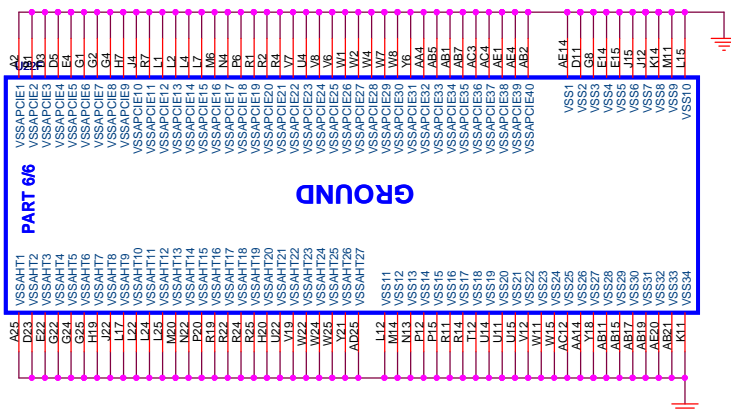 A2
B1
D3
D5
E4
G1
G2
G4
H7
J4
R7
L1
L2
L4
L7
M6
N4
P6
R1
R2
R4
V7
U4
V8
V6
W1
W2
W4
W7
W8
Y6
AA4
AB5
AB1
AB7
AC3
AC4
AE1
AE4
AB2
AE14
D11
G8
E14
E15
J15
J12
K14
M11
L15
VSSAPCIE1
VSSAPCIE2
VSSAPCIE3
VSSAPCIE4
VSSAPCIE5
VSSAPCIE6
VSSAPCIE7
VSSAPCIE8
VSSAPCIE9
VSSAPCIE10
VSSAPCIE11
VSSAPCIE12
VSSAPCIE13
VSSAPCIE14
VSSAPCIE15
VSSAPCIE16
VSSAPCIE17
VSSAPCIE18
VSSAPCIE19
VSSAPCIE20
VSSAPCIE21
VSSAPCIE22
VSSAPCIE23
VSSAPCIE24
VSSAPCIE25
VSSAPCIE26
VSSAPCIE27
VSSAPCIE28
VSSAPCIE29
VSSAPCIE30
VSSAPCIE31
VSSAPCIE32
VSSAPCIE33
VSSAPCIE34
VSSAPCIE35
VSSAPCIE36
VSSAPCIE37
VSSAPCIE38
VSSAPCIE39
VSSAPCIE40
VSS1
VSS2
VSS3
VSS4
VSS5
VSS6
VSS7
VSS8
VSS9
VSS10
PART 6/6
GROUND
VSSAHT1
VSSAHT2
VSSAHT3
VSSAHT4
VSSAHT5
VSSAHT6
VSSAHT7
VSSAHT8
VSSAHT9
VSSAHT10
VSSAHT11
VSSAHT12
VSSAHT13
VSSAHT14
VSSAHT15
VSSAHT16
VSSAHT17
VSSAHT18
VSSAHT19
VSSAHT20
VSSAHT21
VSSAHT22
VSSAHT23
VSSAHT24
VSSAHT25
VSSAHT26
VSSAHT27
VSS11
VSS12
VSS13
VSS14
VSS15
VSS16
VSS17
VSS18
VSS19
VSS20
VSS21
VSS22
VSS23
VSS24
VSS25
VSS26
VSS27
VSS28
VSS29
VSS30
VSS31
VSS32
VSS33
VSS34
A25
D23
E22
G22
G24
G25
H19
J22
L17
L22
L24
L25
M20
N22
P20
R19
R22
R24
R25
H20
U22
V19
W22
W24
W25
Y21
AD25
L12
M14
N13
P12
P15
R11
R14
T12
U14
U11
U15
V12
W11
W15
AC12
AA14
Y18
AB11
AB15
AB17
AB19
AE20
AB21
K11